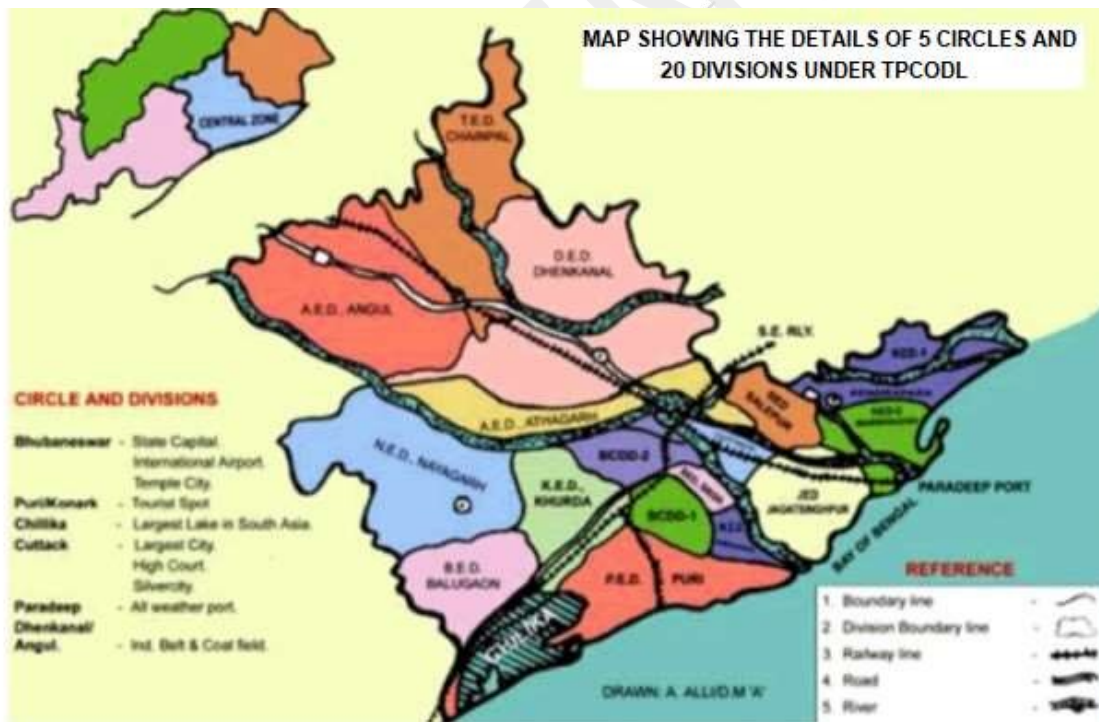 MAP SHOWING THE DETAILS OF 5 CIRCLES AND
20 DIVISIONS UNDER TPCODL
CENTRAL ZONE
T.E.D.
CHAINPAL
D.E.D.
DHENKANAL
A.E.D., ANGUL
S.E. RLY.
KED-1
SED
SALEPUR
A.E.D., ATHAGARH
N.E.D., NAYAGARH
BCDD-2
K.E.D.,
KHURDA
BCDD-1
JED
JAGATSINGHPUR
PARADEEP PORT
BAY OF BENGAL
B.E.D.
BALUGAON
P.E.D. PURI
CHILIKA
CIRCLE AND DIVISIONS
Bhubaneswar - State Capital.
International Airport.
Temple City.
Puri/Konark - Tourist Spot
Chillika - Largest Lake in South Asia.
Cuttack - Largest City.
High Court.
Silvercity.
Paradeep - All weather port.
Dhenkanal/
Angul. - Ind. Belt & Coal field.
REFERENCE
1. Boundary line -
2. Division Boundary line -
3. Railway line -
4. Road -
5. River -
DRAWN: A. ALLI/D.M 'A'